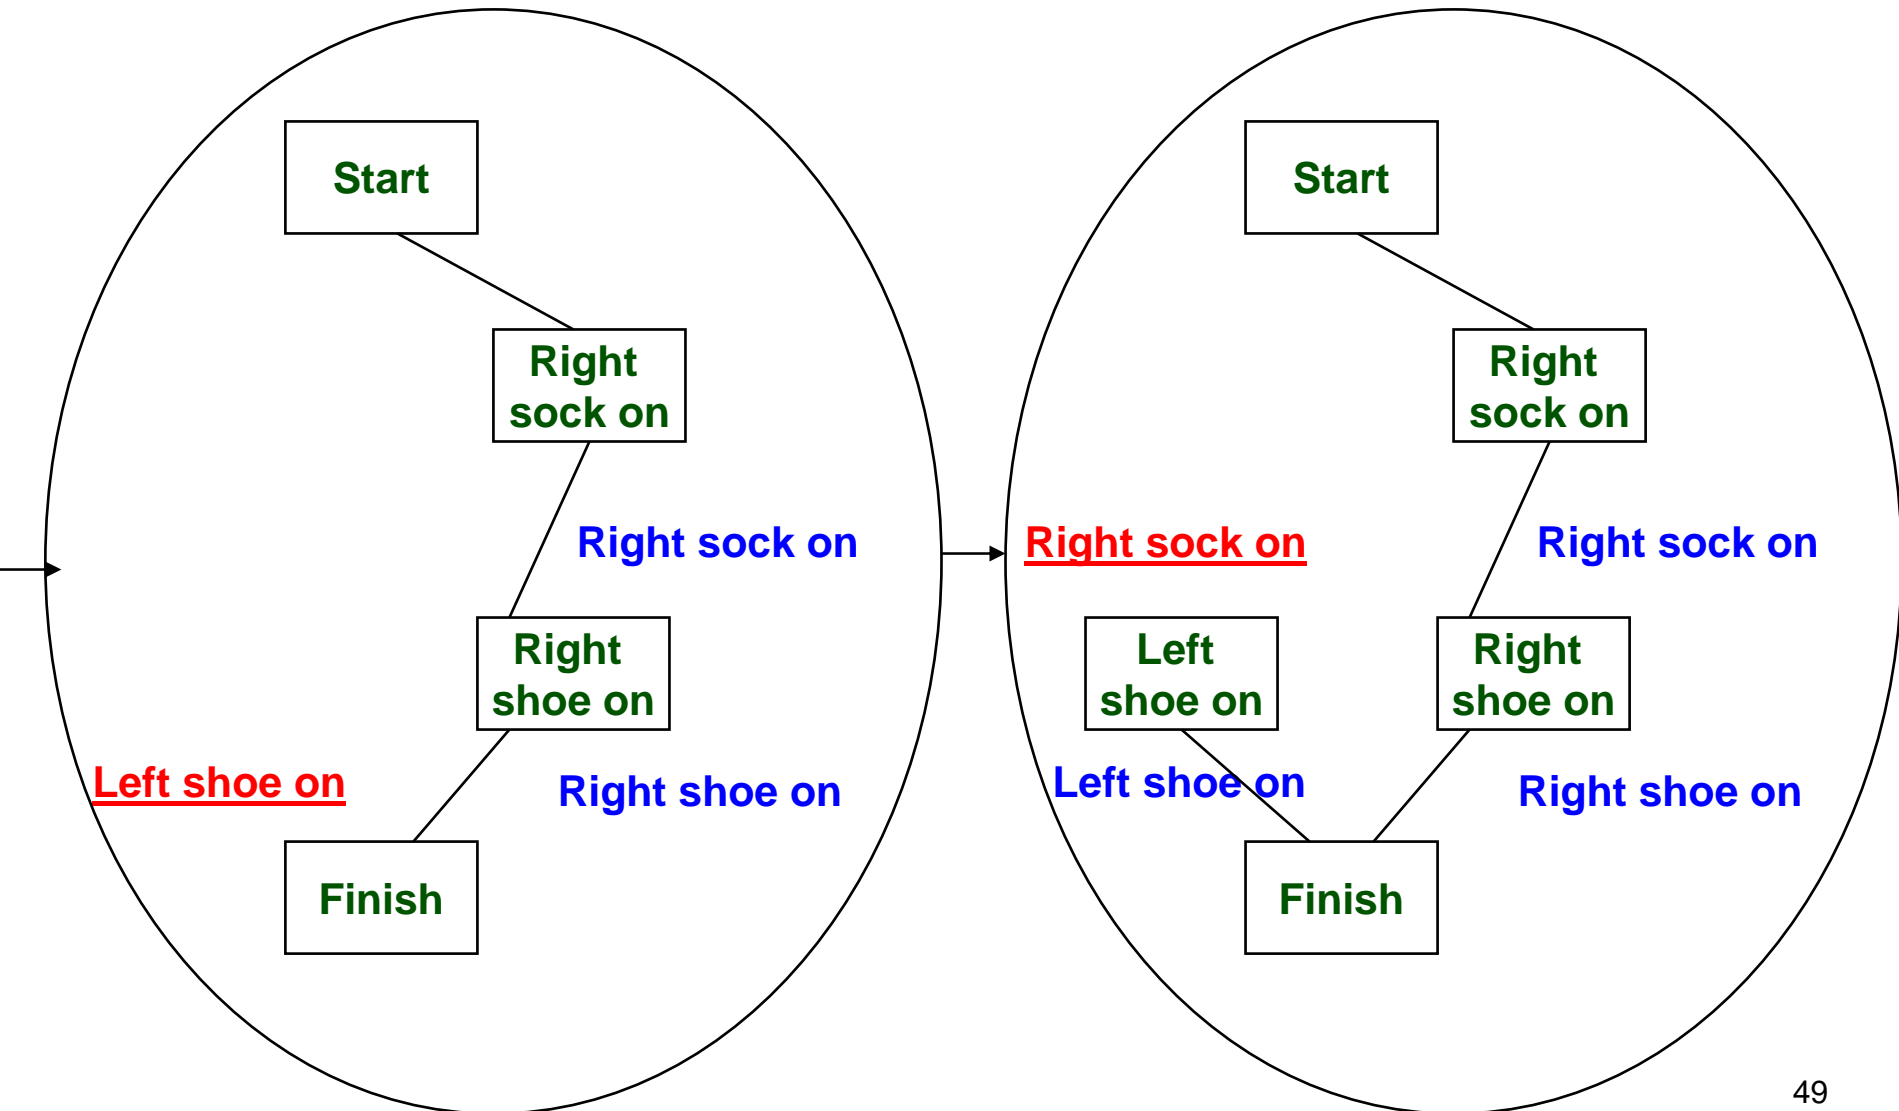 Start
Right
sock on
Right sock on
Right
shoe on
Left shoe on
Right shoe on
Finish
Start
Right
sock on
Right sock on
Right sock on
Left
shoe on
Right
shoe on
Left shoe on
Right shoe on
Finish
49